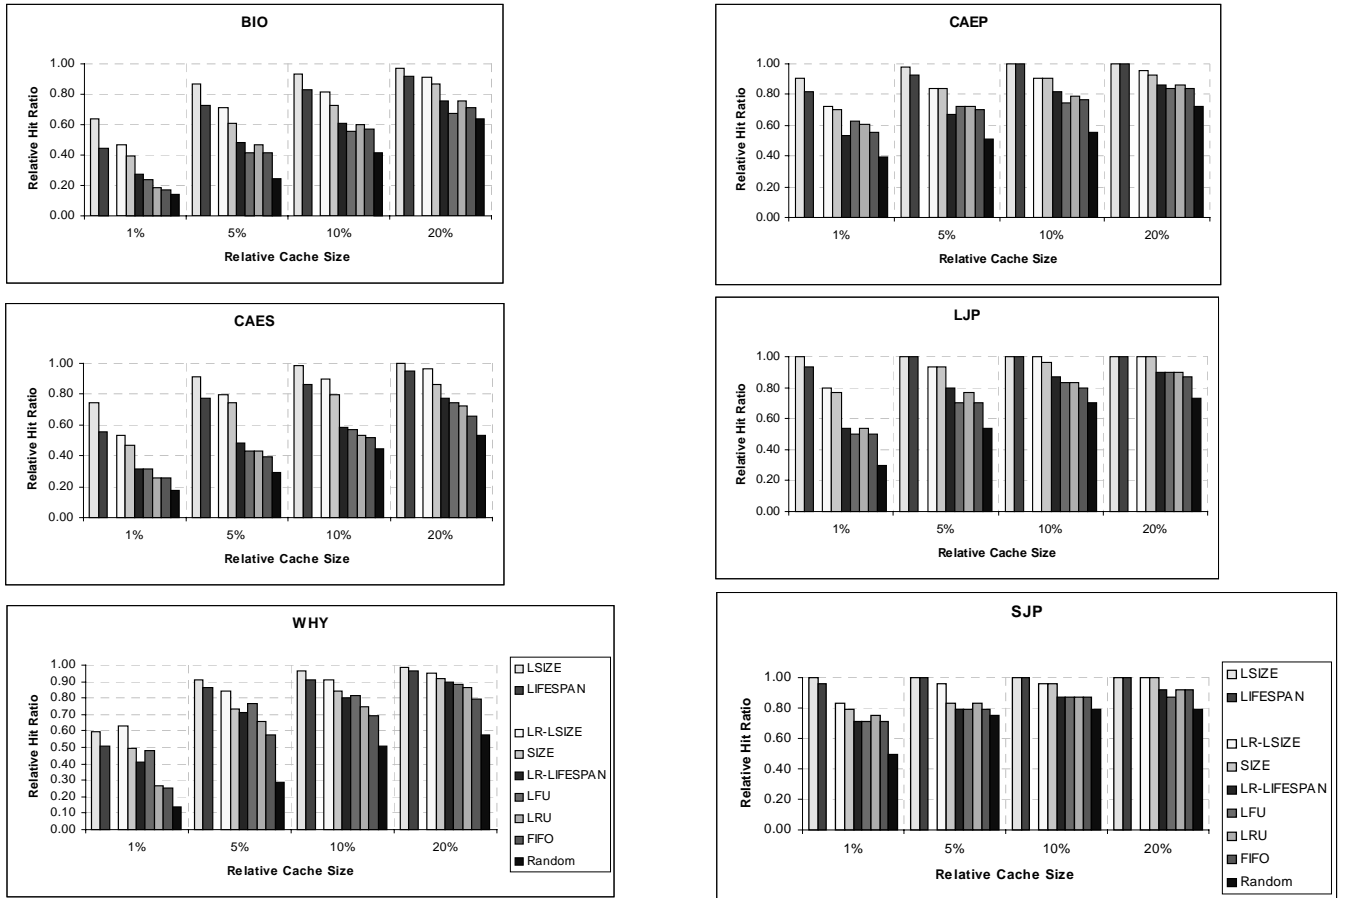 BIO
1.00
0.80
0.60
0.40
0.20
0.00
Relative Hit Ratio
1% 5% 10% 20%
Relative Cache Size
CAEP
1.00
0.80
0.60
0.40
0.20
0.00
Relative Hit Ratio
1% 5% 10% 20%
Relative Cache Size
CAES
1.00
0.80
0.60
0.40
0.20
0.00
Relative Hit Ratio
1% 5% 10% 20%
Relative Cache Size
LJP
1.00
0.80
0.60
0.40
0.20
0.00
Relative Hit Ratio
1% 5% 10% 20%
Relative Cache Size
WHY
1.00
0.90
0.80
0.70
0.60
0.50
0.40
0.30
0.20
0.10
0.00
Relative Hit Ratio
1% 5% 10% 20%
Relative Cache Size
LSIZE
LIFESPAN
LR-LSIZE
SIZE
LR-LIFESPAN
LFU
LRU
FIFO
Random
SJP
1.00
0.80
0.60
0.40
0.20
0.00
Relative Hit Ratio
1% 5% 10% 20%
Relative Cache Size
LSIZE
LIFESPAN
LR-LSIZE
SIZE
LR-LIFESPAN
LFU
LRU
FIFO
Random